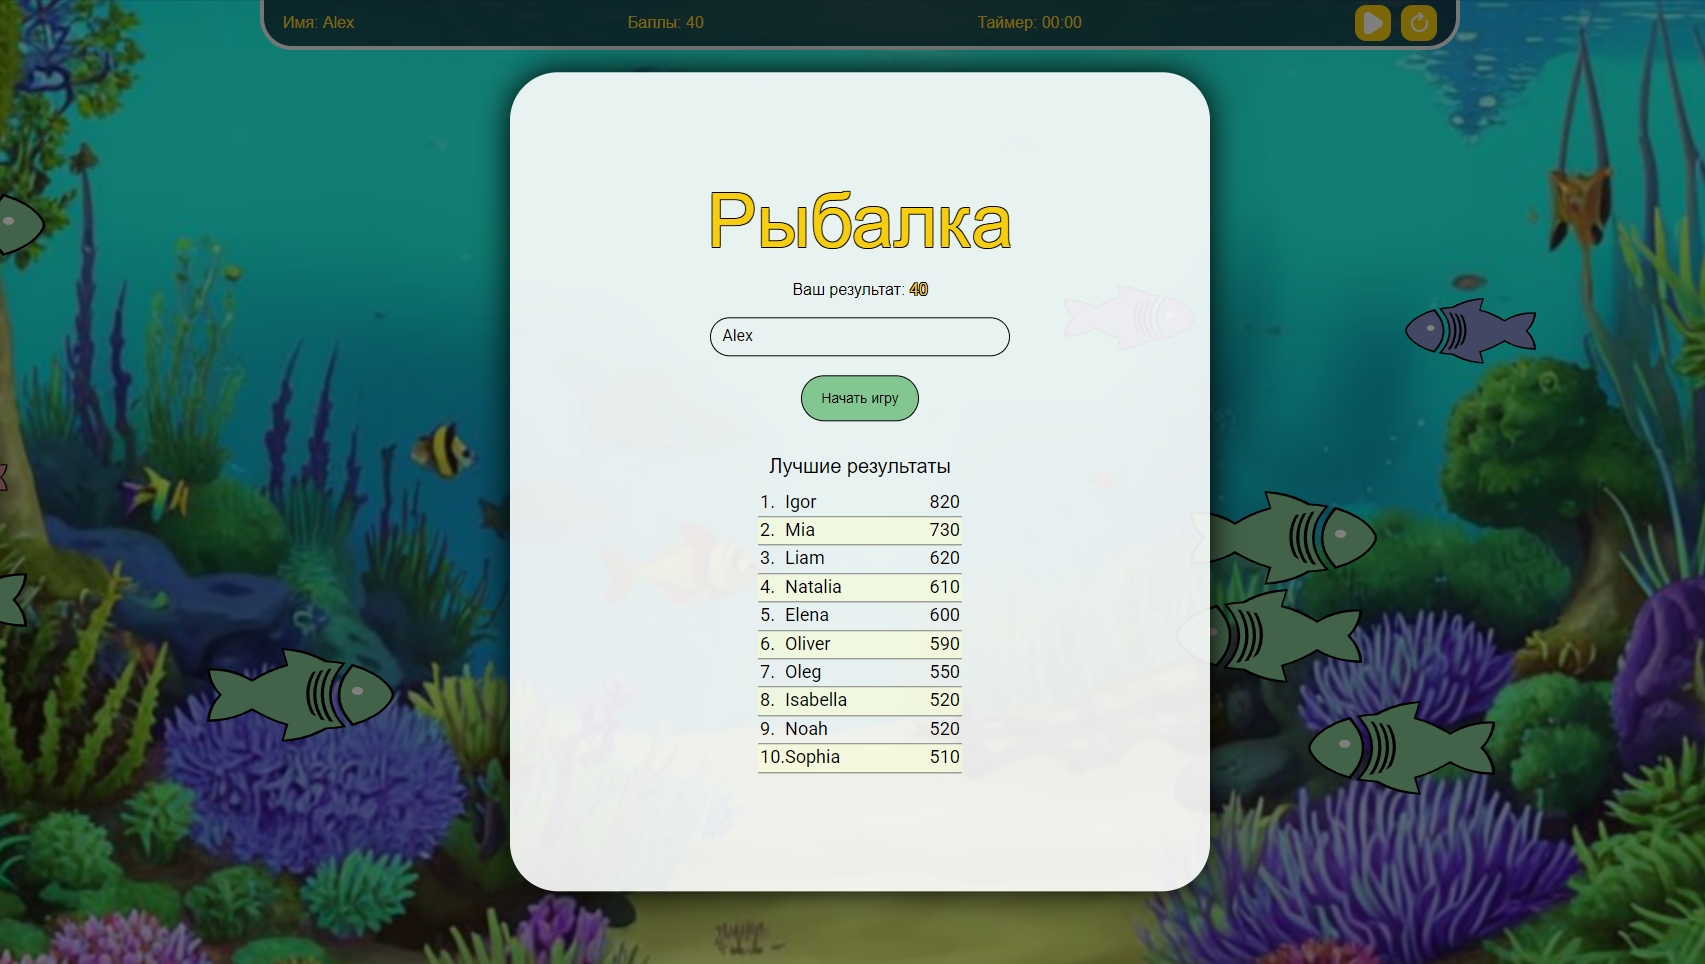 Имя: Alex Баллы: 40 Таймер: 00:00
Рыбалка
Ваш результат: 40
Alex
Начать игру
Лучшие результаты
1. Igor 820
2. Mia 730
3. Liam 620
4. Natalia 610
5. Elena 600
6. Oliver 590
7. Oleg 550
8. Isabella 520
9. Noah 520
10.Sophia 510